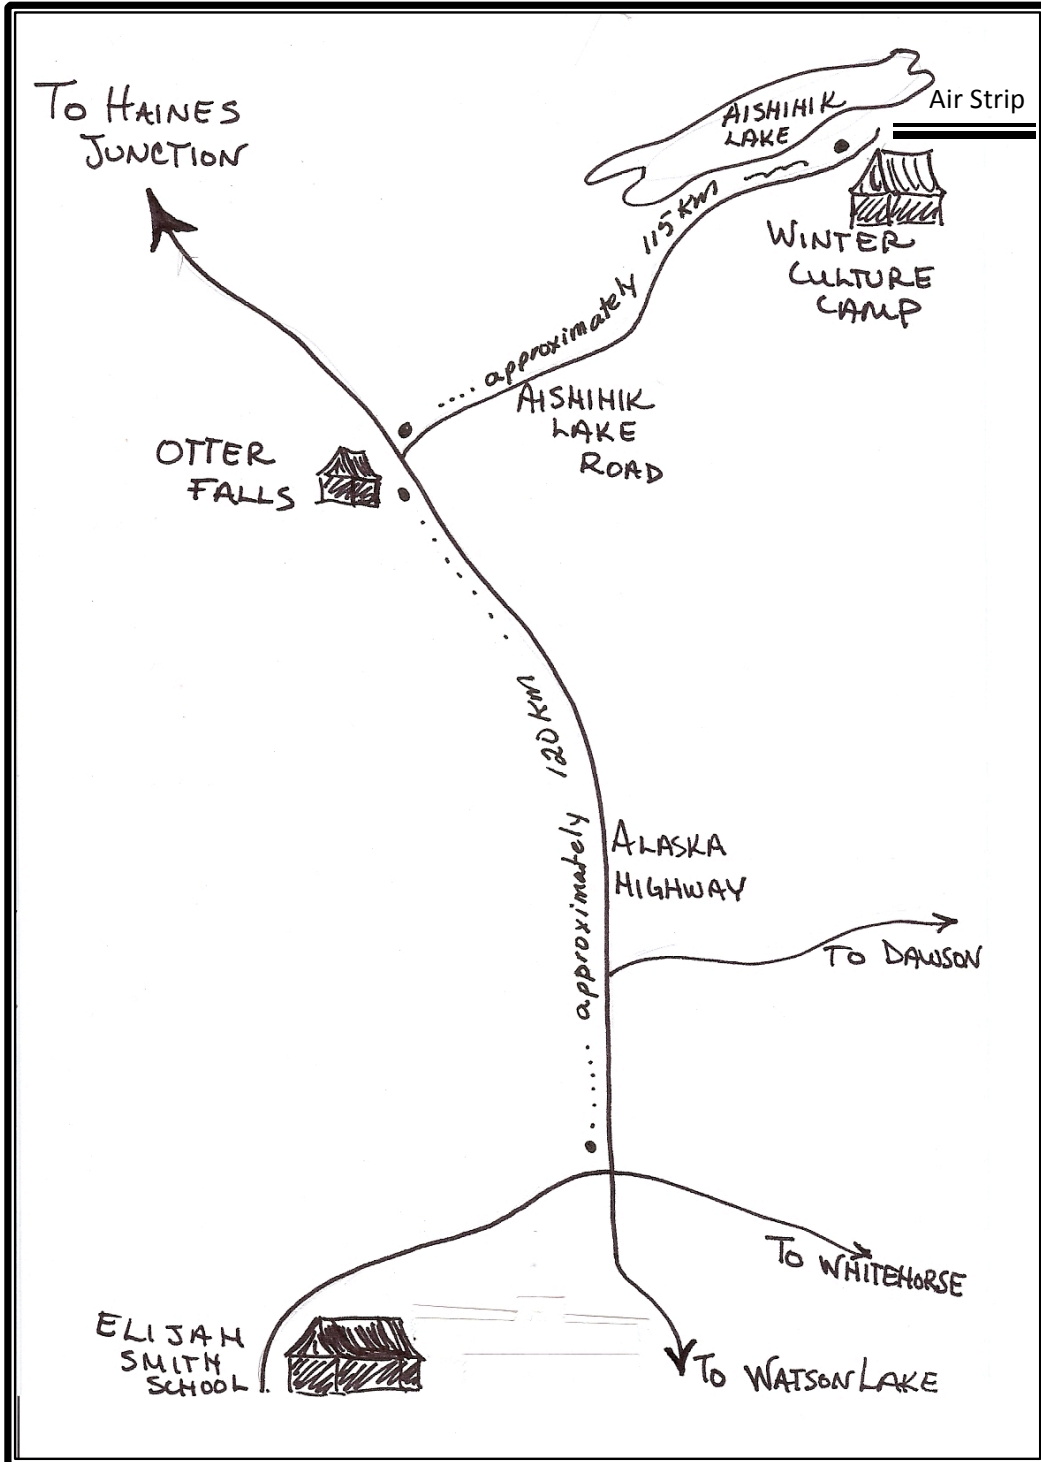 To HAINES
JUNCTION
AISHIHIK
LAKE
Air Strip
WINTER
CULTURE
CAMP
approximately 115 KM
AISHIHIK
LAKE
ROAD
OTTER
FALLS
approximately 120 KM
ALASKA
HIGHWAY
TO DAWSON
TO WHITEHORSE
ELIJAH
SMITH
SCHOOL
TO WATSON LAKE